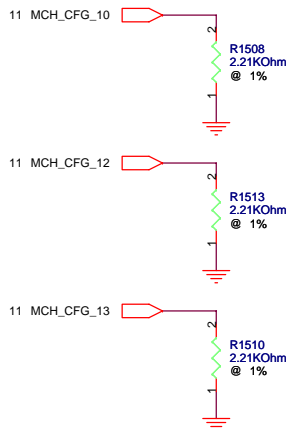 11 MCH_CFG_10
2
R1508
2.21KOhm
@ 1%
1
11 MCH_CFG_12
2
R1513
2.21KOhm
@ 1%
1
11 MCH_CFG_13
2
R1510
2.21KOhm
@ 1%
1